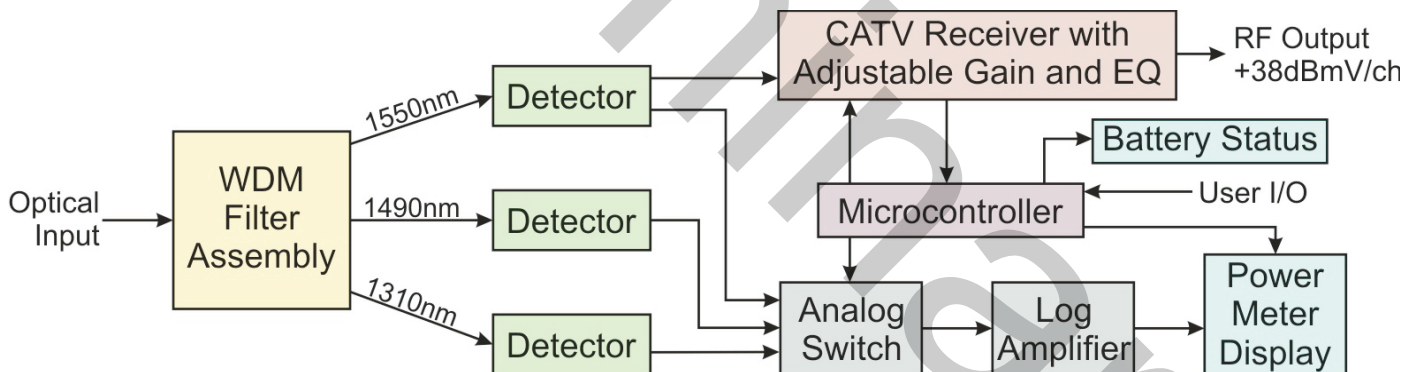 CATV Receiver with
Adjustable Gain and EQ
RF Output
+38dBmV/ch
1550nm
Detector
Battery Status
WDM
Filter
Assembly
Optical
Input
1490nm
Detector
Microcontroller
User I/O
1310nm
Detector
Analog
Switch
Log
Amplifier
Power
Meter
Display